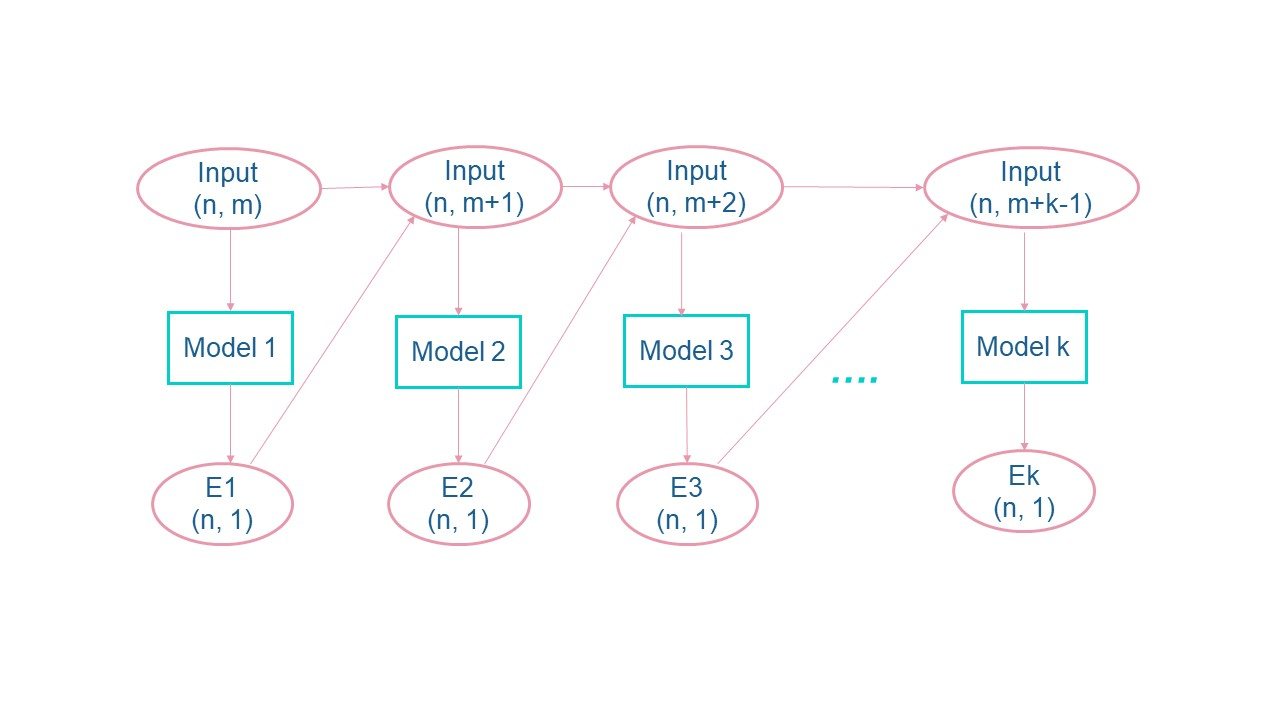 Input
(n, m)
Input
(n, m+1)
Input
(n, m+2)
Input
(n, m+k-1)
Model 1
Model 2
Model 3
Model k
....
E1
(n, 1)
E2
(n, 1)
E3
(n, 1)
Ek
(n, 1)